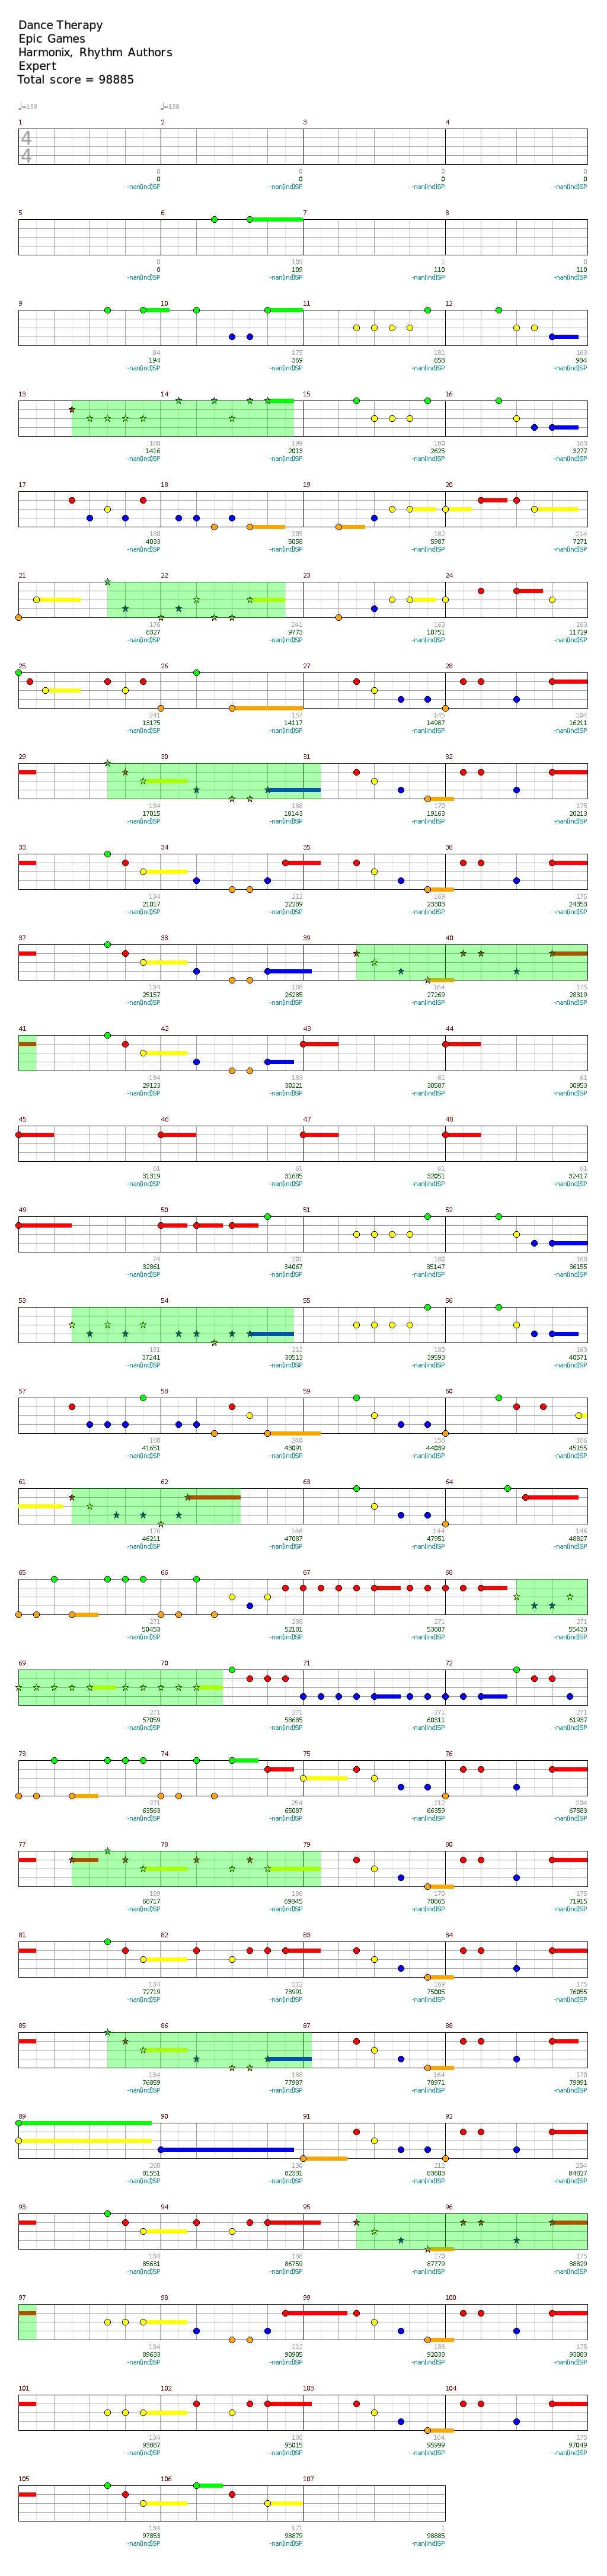 Dance Therapy
Epic Games
Harmonix, Rhythm Authors
Expert
Total score = 98885
♩=138 ♩=138
1 2 3 4
4
4
0 0 0 0
0 0 0 0
-nan(ind)SP -nan(ind)SP -nan(ind)SP -nan(ind)SP
5 6 7 8
0 109 1 0
0 109 110 110
-nan(ind)SP -nan(ind)SP -nan(ind)SP -nan(ind)SP
9 10 11 12
84 175 181 163
194 369 658 984
-nan(ind)SP -nan(ind)SP -nan(ind)SP -nan(ind)SP
13 14 15 16
180 199 180 163
1416 2013 2625 3277
-nan(ind)SP -nan(ind)SP -nan(ind)SP -nan(ind)SP
17 18 19 20
180 205 182 214
4033 5058 5987 7271
-nan(ind)SP -nan(ind)SP -nan(ind)SP -nan(ind)SP
21 22 23 24
176 241 163 163
8327 9773 10751 11729
-nan(ind)SP -nan(ind)SP -nan(ind)SP -nan(ind)SP
25 26 27 28
241 157 145 204
13175 14117 14987 16211
-nan(ind)SP -nan(ind)SP -nan(ind)SP -nan(ind)SP
29 30 31 32
134 188 170 175
17015 18143 19163 20213
-nan(ind)SP -nan(ind)SP -nan(ind)SP -nan(ind)SP
33 34 35 36
134 212 169 175
21017 22289 23303 24353
-nan(ind)SP -nan(ind)SP -nan(ind)SP -nan(ind)SP
37 38 39 40
134 188 164 175
25157 26285 27269 28319
-nan(ind)SP -nan(ind)SP -nan(ind)SP -nan(ind)SP
41 42 43 44
134 183 61 61
29123 30221 30587 30953
-nan(ind)SP -nan(ind)SP -nan(ind)SP -nan(ind)SP
45 46 47 48
61 61 61 61
31319 31685 32051 32417
-nan(ind)SP -nan(ind)SP -nan(ind)SP -nan(ind)SP
49 50 51 52
74 201 180 168
32861 34067 35147 36155
-nan(ind)SP -nan(ind)SP -nan(ind)SP -nan(ind)SP
53 54 55 56
181 212 180 163
37241 38513 39593 40571
-nan(ind)SP -nan(ind)SP -nan(ind)SP -nan(ind)SP
57 58 59 60
180 240 158 186
41651 43091 44039 45155
-nan(ind)SP -nan(ind)SP -nan(ind)SP -nan(ind)SP
61 62 63 64
176 146 144 146
46211 47087 47951 48827
-nan(ind)SP -nan(ind)SP -nan(ind)SP -nan(ind)SP
65 66 67 68
271 288 271 271
50453 52181 53807 55433
-nan(ind)SP -nan(ind)SP -nan(ind)SP -nan(ind)SP
69 70 71 72
271 271 271 271
57059 58685 60311 61937
-nan(ind)SP -nan(ind)SP -nan(ind)SP -nan(ind)SP
73 74 75 76
271 254 212 204
63563 65087 66359 67583
-nan(ind)SP -nan(ind)SP -nan(ind)SP -nan(ind)SP
77 78 79 80
189 188 170 175
68717 69845 70865 71915
-nan(ind)SP -nan(ind)SP -nan(ind)SP -nan(ind)SP
81 82 83 84
134 212 169 175
72719 73991 75005 76055
-nan(ind)SP -nan(ind)SP -nan(ind)SP -nan(ind)SP
85 86 87 88
134 188 164 170
76859 77987 78971 79991
-nan(ind)SP -nan(ind)SP -nan(ind)SP -nan(ind)SP
89 90 91 92
260 130 212 204
81551 82331 83603 84827
-nan(ind)SP -nan(ind)SP -nan(ind)SP -nan(ind)SP
93 94 95 96
134 188 170 175
85631 86759 87779 88829
-nan(ind)SP -nan(ind)SP -nan(ind)SP -nan(ind)SP
97 98 99 100
134 212 188 175
89633 90905 92033 93083
-nan(ind)SP -nan(ind)SP -nan(ind)SP -nan(ind)SP
101 102 103 104
134 188 164 175
93887 95015 95999 97049
-nan(ind)SP -nan(ind)SP -nan(ind)SP -nan(ind)SP
105 106 107
134 171 1
97853 98879 98885
-nan(ind)SP -nan(ind)SP -nan(ind)SP